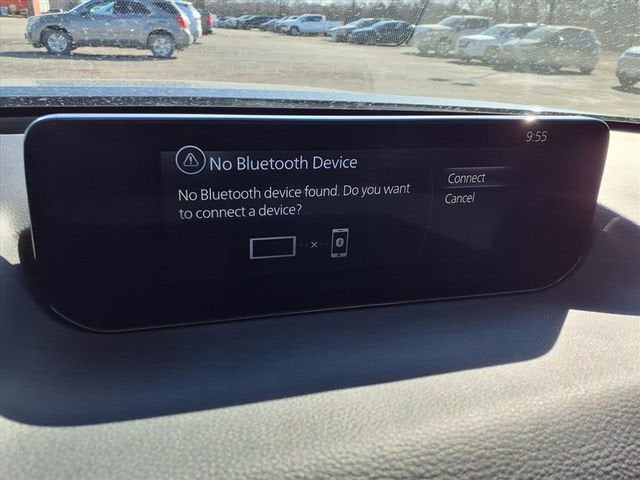 9:55
No Bluetooth Device
No Bluetooth device found. Do you want
to connect a device?
Connect
Cancel